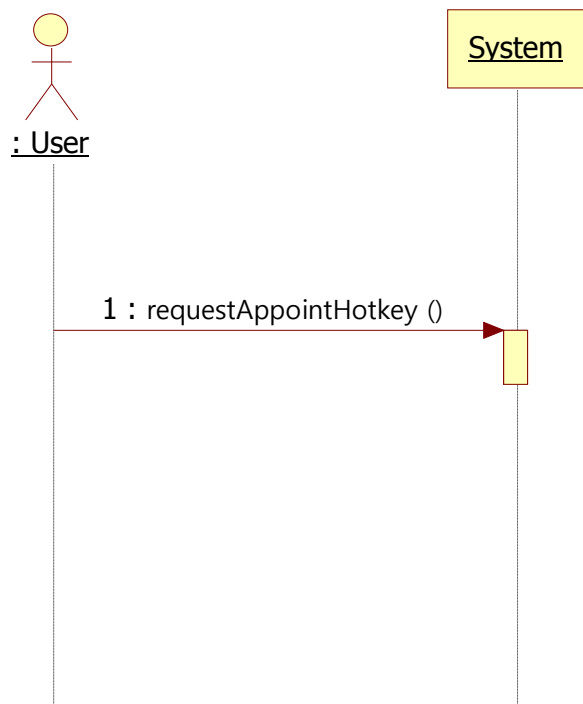 System
: User
1 : requestAppointHotkey ()